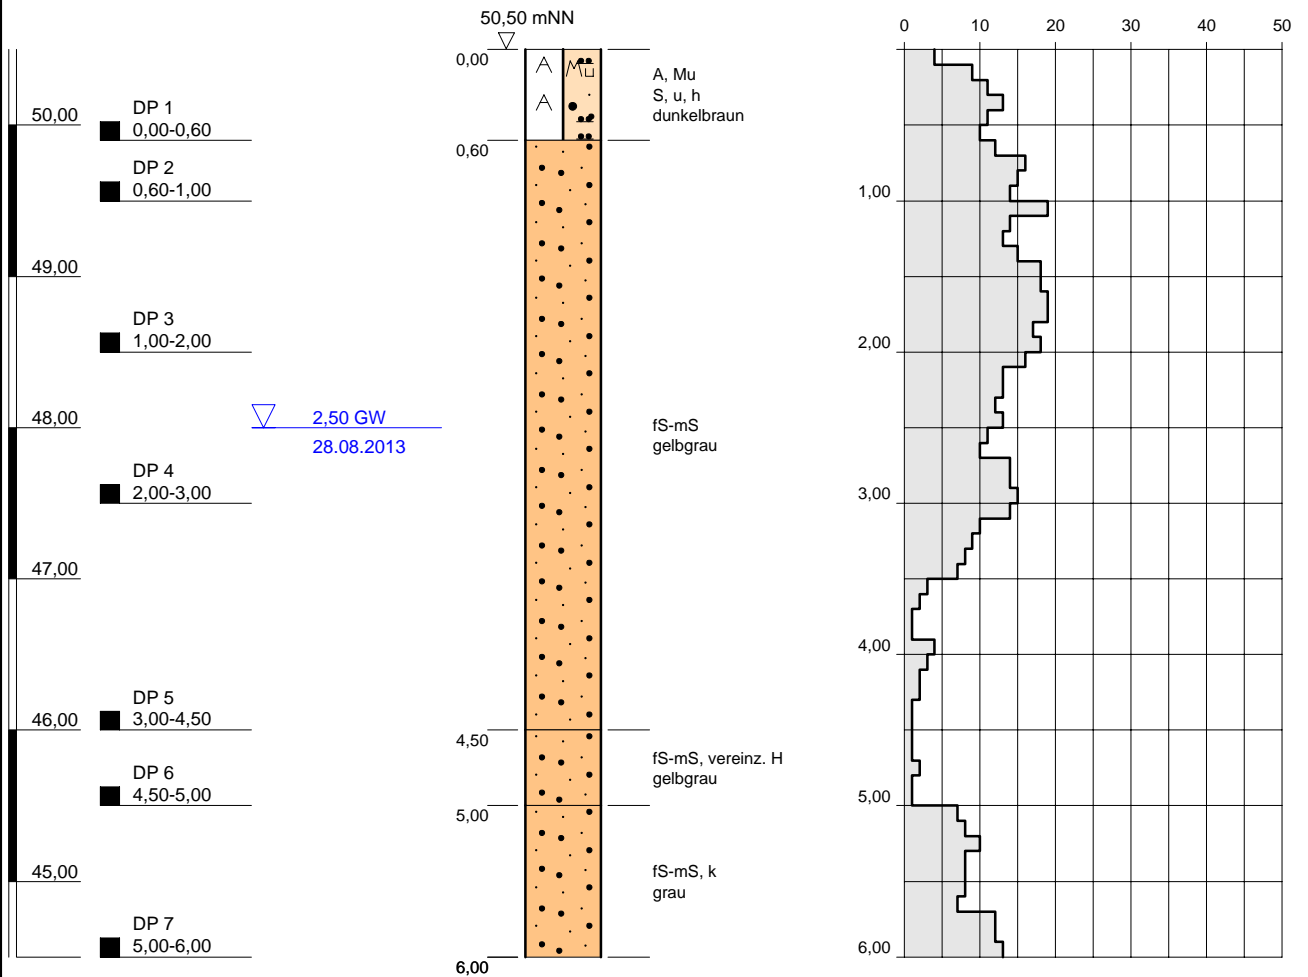 50,50 mNN
0 10 20 30 40 50
0,00
A, Mu
S, u, h
dunkelbraun
50,00
DP 1
0,00-0,60
0,60
DP 2
0,60-1,00
1,00
49,00
DP 3
1,00-2,00
2,00
48,00
2,50 GW
28.08.2013
fS-mS
gelbgrau
DP 4
2,00-3,00
3,00
47,00
4,00
46,00
DP 5
3,00-4,50
4,50
fS-mS, vereinz. H
gelbgrau
DP 6
4,50-5,00
5,00
5,00
45,00
fS-mS, k
grau
DP 7
5,00-6,00
6,00
6,00